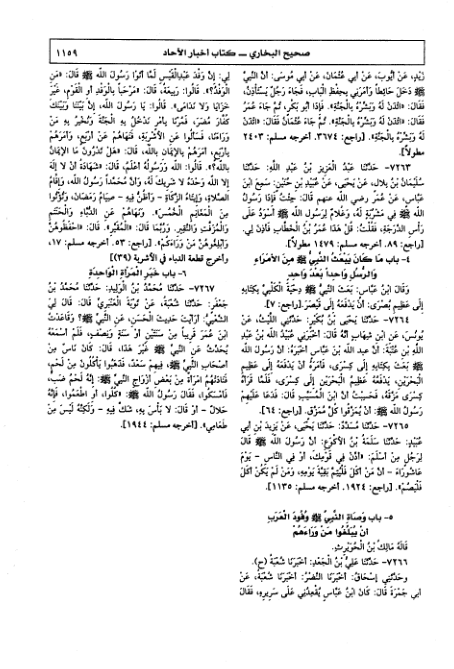 صحيح البخاري ــ كتاب أخبار الآحاد
١١٥٩
زَيْدٍ، عَنْ أَيُّوبَ، عَنْ أَبِي عُثْمَانَ، عَنْ أَبِي مُوسَى: أَنَّ النَّبِيَّ
دَخَلَ حَائِطًا وَأَمَرَنِي بِحِفْظِ الْبَابِ، فَجَاءَ رَجُلٌ يَسْتَأْذِنُ،
فَقَالَ: «ائْذَنْ لَهُ وَبَشِّرْهُ بِالْجَنَّةِ». فَإِذَا أَبُو بَكْرٍ، ثُمَّ جَاءَ عُمَرُ
فَقَالَ: «ائْذَنْ لَهُ وَبَشِّرْهُ بِالْجَنَّةِ»، ثُمَّ جَاءَ عُثْمَانُ فَقَالَ: «ائْذَنْ
لَهُ وَبَشِّرْهُ بِالْجَنَّةِ». [راجع: ٣٦٧٤. أخرجه مسلم: ٢٤٠٣
مطولاً].
٧٢٦٣- حَدَّثَنَا عَبْدُ الْعَزِيزِ بْنُ عَبْدِ اللَّهِ: حَدَّثَنَا
سُلَيْمَانُ بْنُ بِلَالٍ، عَنْ يَحْيَى، عَنْ عُبَيْدِ بْنِ حُنَيْنٍ: سَمِعَ ابْنَ
عَبَّاسٍ، عَنْ عُمَرَ رضي الله عنهم قَالَ: جِئْتُ فَإِذَا رَسُولُ
اللَّهِ ﷺ فِي مَشْرُبَةٍ لَهُ، وَغُلَامٌ لِرَسُولِ اللَّهِ ﷺ أَسْوَدُ عَلَى
رَأْسِ الدَّرَجَةِ، فَقُلْتُ: قُلْ هَذَا عُمَرُ بْنُ الْخَطَّابِ، فَأَذِنَ لِي.
[راجع: ٨٩. أخرجه مسلم: ١٤٧٩ مطولاً].
٤- باب مَا كَانَ يَبْعَثُ النَّبِيُّ ﷺ مِنَ الأُمَرَاءِ
وَالرُّسُلِ وَاحِداً بَعْدَ وَاحِدٍ
وَقَالَ ابْنُ عَبَّاسٍ: بَعَثَ النَّبِيُّ ﷺ دِحْيَةَ الْكَلْبِيَّ بِكِتَابِهِ
إِلَى عَظِيمِ بُصْرَى: أَنْ يَدْفَعَهُ إِلَى قَيْصَرَ. [راجع: ٧].
٧٢٦٤- حَدَّثَنَا يَحْيَى بْنُ بُكَيْرٍ: حَدَّثَنِي اللَّيْثُ، عَنْ
يُونُسَ، عَنِ ابْنِ شِهَابٍ أَنَّهُ قَالَ: أَخْبَرَنِي عُبَيْدُ اللَّهِ بْنُ عَبْدِ
اللَّهِ بْنِ عُتْبَةَ: أَنَّ عبد اللَّهِ بْنَ عَبَّاسٍ أَخْبَرَهُ: أَنَّ رَسُولَ اللَّهِ
ﷺ بَعَثَ بِكِتَابِهِ إِلَى كِسْرَى، فَأَمَرَهُ أَنْ يَدْفَعَهُ إِلَى عَظِيمِ
الْبَحْرَيْنِ، يَدْفَعُهُ عَظِيمُ الْبَحْرَيْنِ إِلَى كِسْرَى، فَلَمَّا قَرَأَهُ
كِسْرَى مَزَّقَهُ، فَحَسِبْتُ أَنَّ ابْنَ الْمُسَيَّبِ قَالَ: فَدَعَا عَلَيْهِمْ
رَسُولُ اللَّهِ ﷺ: أَنْ يُمَزَّقُوا كُلَّ مُمَزَّقٍ. [راجع: ٦٤].
٧٢٦٥- حَدَّثَنَا مُسَدَّدٌ: حَدَّثَنَا يَحْيَى، عَنْ يَزِيدَ بْنِ أَبِي
عُبَيْدٍ: حَدَّثَنَا سَلَمَةُ بْنُ الأَكْوَعِ: أَنَّ رَسُولَ اللَّهِ ﷺ قَالَ
لِرَجُلٍ مِنْ أَسْلَمَ: «أَذِّنْ فِي قَوْمِكَ، أَوْ فِي النَّاسِ - يَوْمَ
عَاشُورَاءَ - أَنَّ مَنْ أَكَلَ فَلْيُتِمَّ بَقِيَّةَ يَوْمِهِ، وَمَنْ لَمْ يَكُنْ أَكَلَ
فَلْيَصُمْ». [راجع: ١٩٢٤. أخرجه مسلم: ١١٣٥].
٥- باب وَصَاةِ النَّبِيِّ ﷺ وُفُودَ الْعَرَبِ
أَنْ يُبَلِّغُوا مَنْ وَرَاءَهُمْ
قَالَهُ مَالِكُ بْنُ الْحُوَيْرِثِ.
٧٢٦٦- حَدَّثَنَا عَلِيُّ بْنُ الْجَعْدِ: أَخْبَرَنَا شُعْبَةُ (ح).
وحَدَّثَنِي إِسْحَاقُ: أَخْبَرَنَا النَّضْرُ: أَخْبَرَنَا شُعْبَةُ، عَنْ
أَبِي جَمْرَةَ قَالَ: كَانَ ابْنُ عَبَّاسٍ يُقْعِدُنِي عَلَى سَرِيرِهِ، فَقَالَ
لِي: إِنَّ وَفْدَ عَبْدِ الْقَيْسِ لَمَّا أَتَوْا رَسُولَ اللَّهِ ﷺ قَالَ: «مَنِ
الْوَفْدُ؟». قَالُوا: رَبِيعَةُ، قَالَ: «مَرْحَباً بِالْوَفْدِ أَوِ الْقَوْمِ، غَيْرَ
خَزَايَا وَلَا نَدَامَى». قَالُوا: يَا رَسُولَ اللَّهِ، إِنَّ بَيْنَنَا وَبَيْنَكَ
كُفَّارَ مُضَرَ، فَمُرْنَا بِأَمْرٍ نَدْخُلُ بِهِ الْجَنَّةَ وَنُخْبِرُ بِهِ مَنْ
وَرَاءَنَا، فَسَأَلُوا عَنِ الأَشْرِبَةِ، فَنَهَاهُمْ عَنْ أَرْبَعٍ، وَأَمَرَهُمْ
بِأَرْبَعٍ، أَمَرَهُمْ بِالإِيمَانِ بِاللَّهِ، قَالَ: «هَلْ تَدْرُونَ مَا الإِيمَانُ
بِاللَّهِ؟». قَالُوا: اللَّهُ وَرَسُولُهُ أَعْلَمُ، قَالَ: «شَهَادَةُ أَنْ لَا إِلَهَ
إِلَّا اللَّهُ وَحْدَهُ لَا شَرِيكَ لَهُ، وَأَنَّ مُحَمَّداً رَسُولُ اللَّهِ، وَإِقَامُ
الصَّلَاةِ، وَإِيتَاءُ الزَّكَاةِ - وَأَظُنُّ فِيهِ - صِيَامُ رَمَضَانَ، وَتُؤْتُوا
مِنَ الْمَغَانِمِ الْخُمُسَ». وَنَهَاهُمْ عَنِ الدُّبَّاءِ وَالْحَنْتَمِ
وَالْمُزَفَّتِ وَالنَّقِيرِ. وَرُبَّمَا قَالَ: «الْمُقَيَّرِ». قَالَ: «احْفَظُوهُنَّ
وَأَبْلِغُوهُنَّ مَنْ وَرَاءَكُمْ». [راجع: ٥٣. أخرجه مسلم: ١٧،
وأخرج قطعة الدباء في الأشربة (٣٩)].
٦- باب خَبَرِ الْمَرْأَةِ الْوَاحِدَةِ
٧٢٦٧- حَدَّثَنَا مُحَمَّدُ بْنُ الْوَلِيدِ: حَدَّثَنَا مُحَمَّدُ بْنُ
جَعْفَرٍ: حَدَّثَنَا شُعْبَةُ، عَنْ تَوْبَةَ الْعَنْبَرِيِّ قَالَ: قَالَ لِيَ
الشَّعْبِيُّ: أَرَأَيْتَ حَدِيثَ الْحَسَنِ، عَنِ النَّبِيِّ ﷺ؟ وَقَاعَدْتُ
ابْنَ عُمَرَ قَرِيباً مِنْ سَنَتَيْنِ أَوْ سَنَةٍ وَنِصْفٍ، فَلَمْ أَسْمَعْهُ
يُحَدِّثُ عَنِ النَّبِيِّ ﷺ غَيْرَ هَذَا، قَالَ: كَانَ نَاسٌ مِنْ
أَصْحَابِ النَّبِيِّ ﷺ، فِيهِمْ سَعْدٌ، فَذَهَبُوا يَأْكُلُونَ مِنْ لَحْمٍ،
فَنَادَتْهُمُ امْرَأَةٌ مِنْ بَعْضِ أَزْوَاجِ النَّبِيِّ ﷺ: إِنَّهُ لَحْمُ ضَبٍّ،
فَأَمْسَكُوا، فَقَالَ رَسُولُ اللَّهِ ﷺ: «كُلُوا، أَوِ اطْعَمُوا، فَإِنَّهُ
حَلَالٌ - أَوْ قَالَ: لَا بَأْسَ بِهِ، شَكَّ فِيهِ - وَلَكِنَّهُ لَيْسَ مِنْ
طَعَامِي». [أخرجه مسلم: ١٩٤٤].